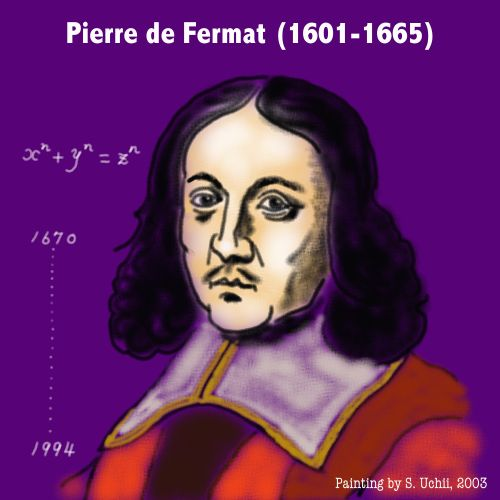 Pierre de Fermat (1601-1665)
xⁿ + yⁿ = zⁿ
1670
1994
Painting by S. Uchii, 2003